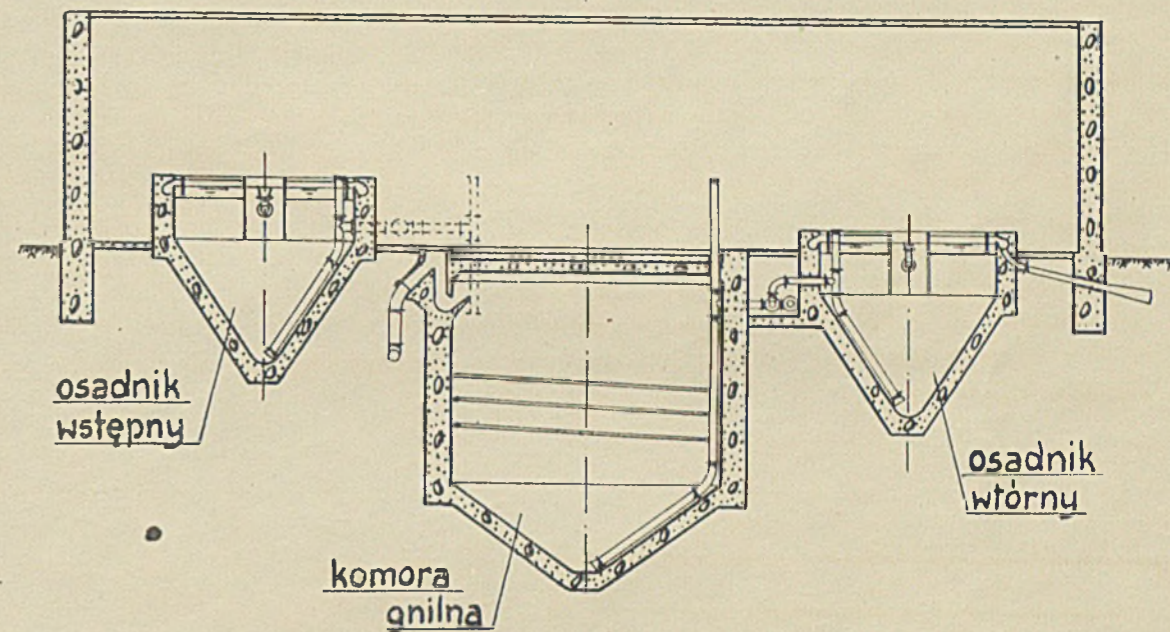 osadnik
wstępny
osadnik
wtórny
komora
gnilna